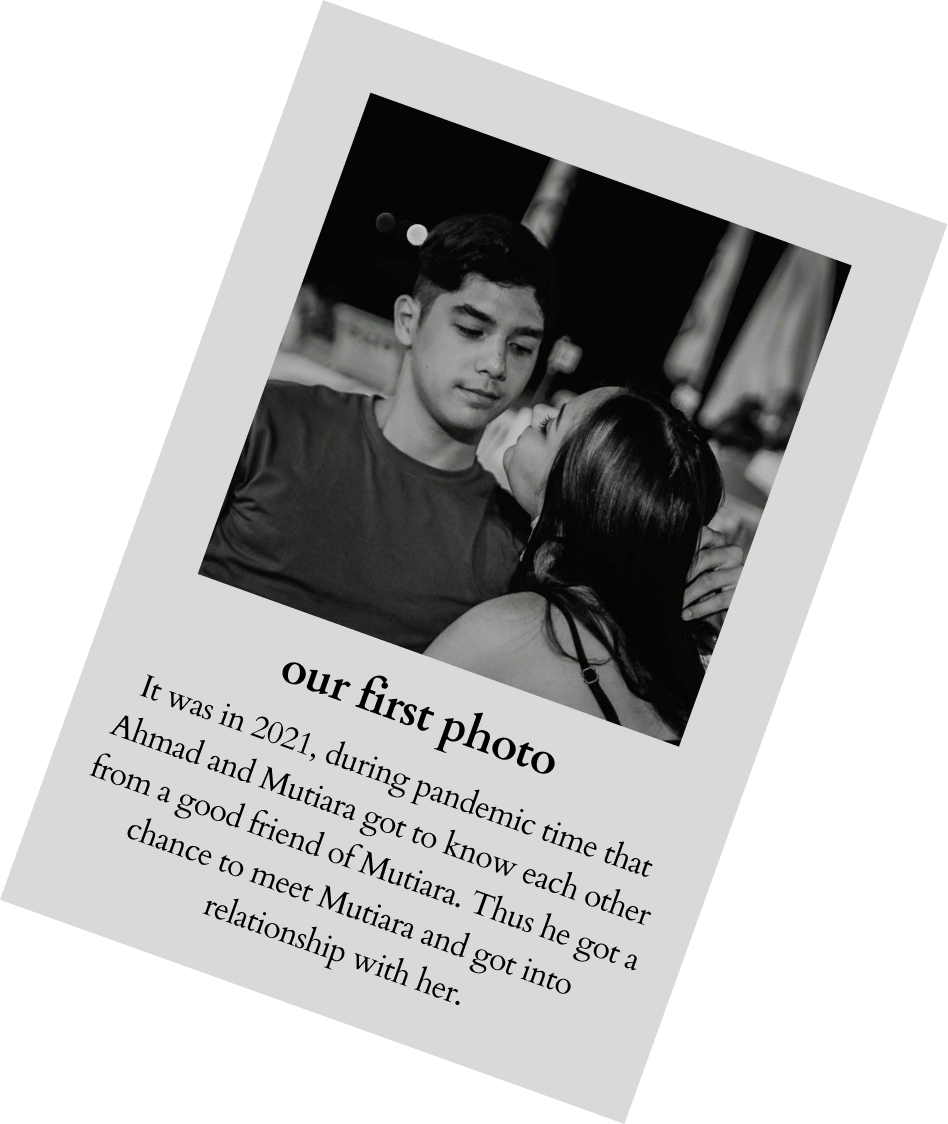 our first photo
It was in 2021, during pandemic time that
Ahmad and Mutiara got to know each other
from a good friend of Mutiara. Thus he got a
chance to meet Mutiara and got into
relationship with her.